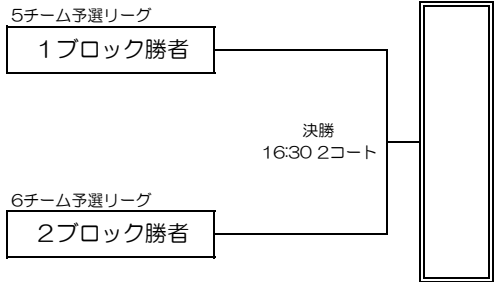 5チーム予選リーグ
1ブロック勝者
決勝
16:30 2コート
6チーム予選リーグ
2ブロック勝者